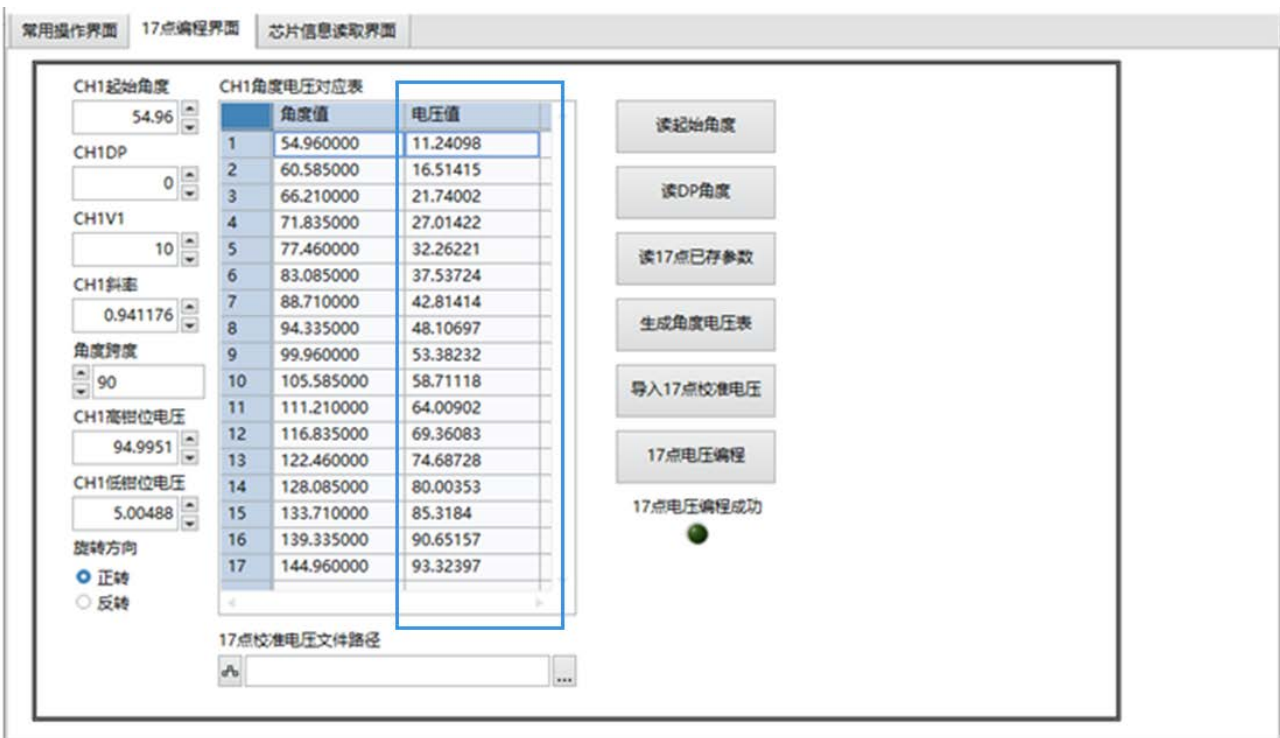 常用操作界面 17点编程界面 芯片信息读取界面
CH1起始角度
54.96
CH1DP
0
CH1V1
10
CH1斜率
0.941176
角度跨度
90
CH1高钳位电压
94.9951
CH1低钳位电压
5.00488
旋转方向
正转
反转
CH1角度电压对应表
角度值 电压值
1 54.960000 11.24098
2 60.585000 16.51415
3 66.210000 21.74002
4 71.835000 27.01422
5 77.460000 32.26221
6 83.085000 37.53724
7 88.710000 42.81414
8 94.335000 48.10697
9 99.960000 53.38232
10 105.585000 58.71118
11 111.210000 64.00902
12 116.835000 69.36083
13 122.460000 74.68728
14 128.085000 80.00353
15 133.710000 85.3184
16 139.335000 90.65157
17 144.960000 93.32397
17点校准电压文件路径
...
读起始角度
读DP角度
读17点已存参数
生成角度电压表
导入17点校准电压
17点电压编程
17点电压编程成功